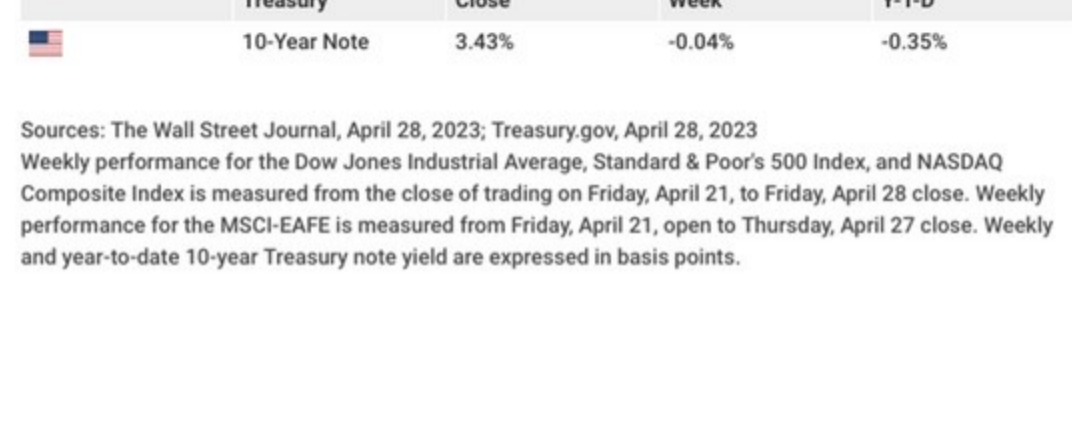 Treasury Close Week Y-T-D
10-Year Note 3.43% -0.04% -0.35%
Sources: The Wall Street Journal, April 28, 2023; Treasury.gov, April 28, 2023
Weekly performance for the Dow Jones Industrial Average, Standard & Poor's 500 Index, and NASDAQ
Composite Index is measured from the close of trading on Friday, April 21, to Friday, April 28 close. Weekly
performance for the MSCI-EAFE is measured from Friday, April 21, open to Thursday, April 27 close. Weekly
and year-to-date 10-year Treasury note yield are expressed in basis points.